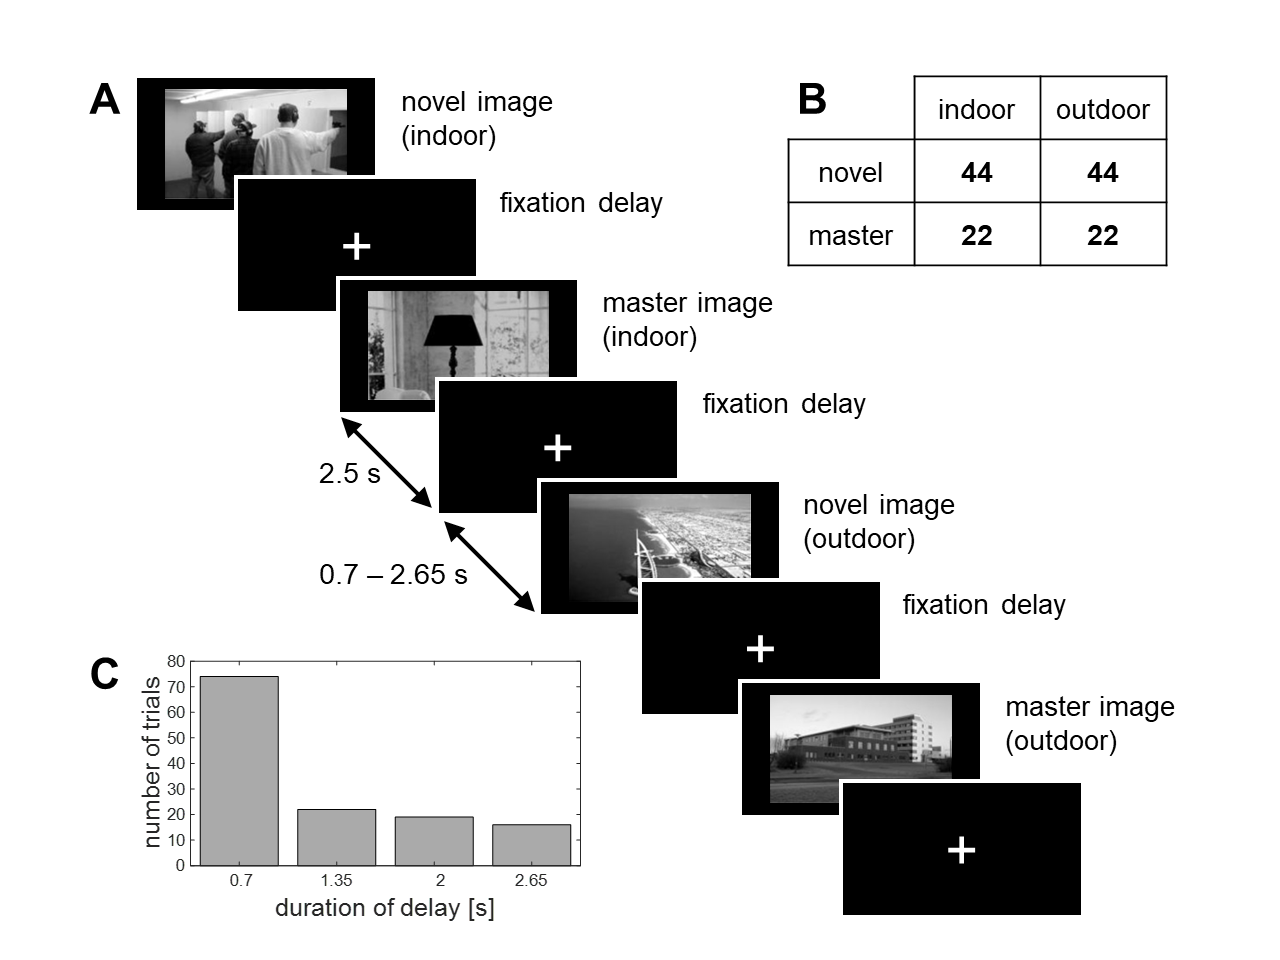 A
novel image
(indoor)
fixation delay
master image
(indoor)
fixation delay
2.5 s
novel image
(outdoor)
0.7 – 2.65 s
fixation delay
master image
(outdoor)
B
indoor outdoor
novel 44 44
master 22 22
C
number of trials
80
70
60
50
40
30
20
10
0
0.7 1.35 2 2.65
duration of delay [s]